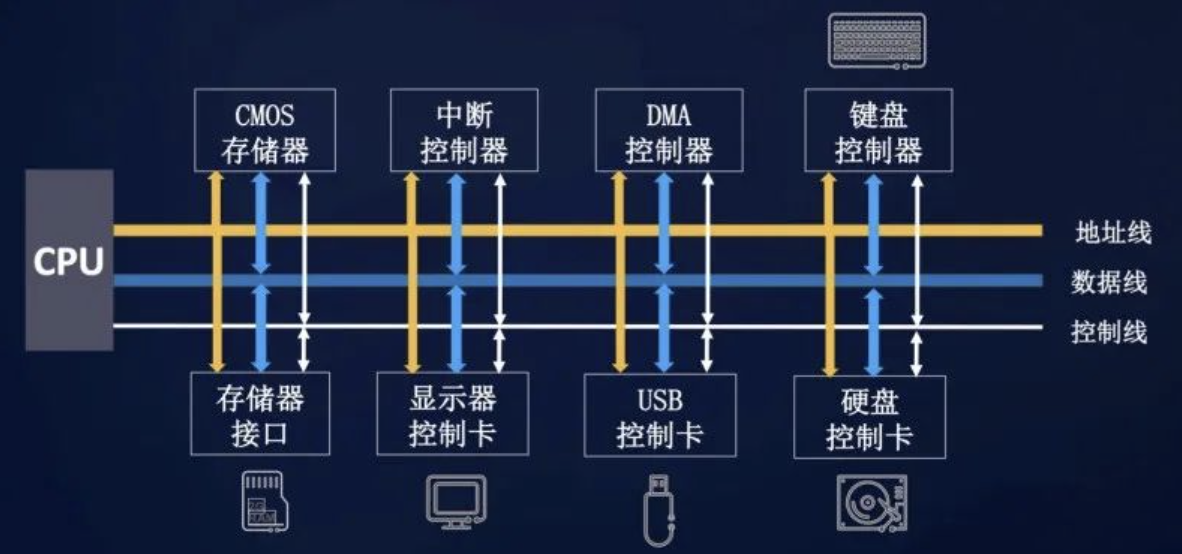 CMOS
存储器
中断
控制器
DMA
控制器
键盘
控制器
CPU
地址线
数据线
控制线
存储器
接口
显示器
控制卡
USB
控制卡
硬盘
控制卡